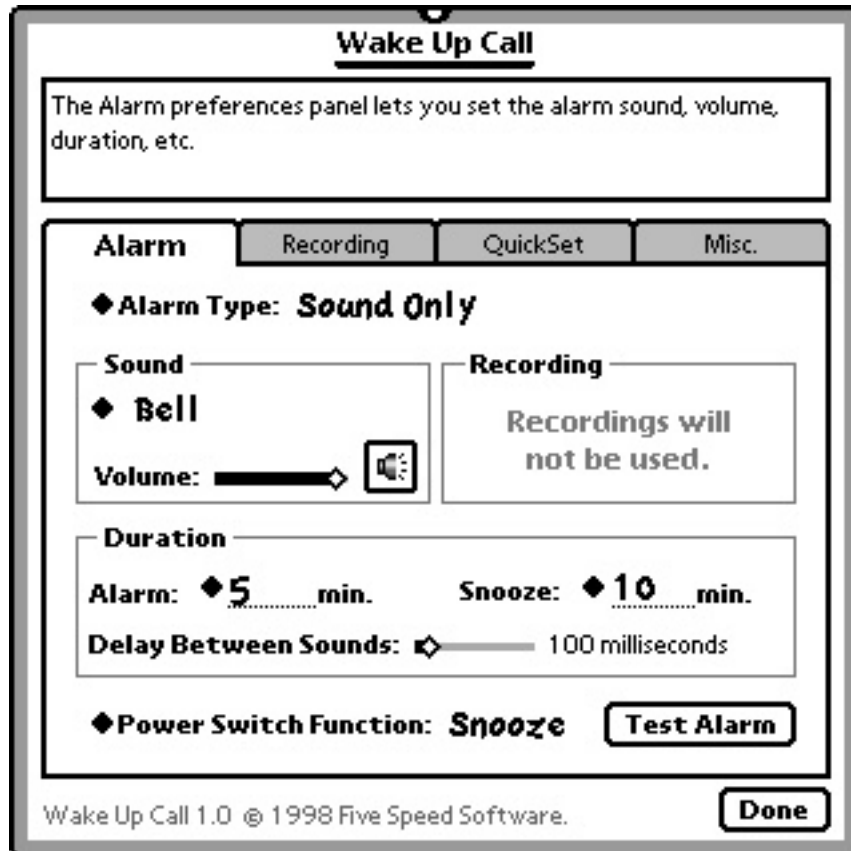 Wake Up Call
The Alarm preferences panel lets you set the alarm sound, volume,
duration, etc.
Alarm Recording QuickSet Misc.
◆Alarm Type: Sound Only
Sound
◆ Bell
Volume:
Recording
Recordings will
not be used.
Duration
Alarm: ◆5 min. Snooze: ◆10 min.
Delay Between Sounds: 100 milliseconds
◆Power Switch Function: Snooze Test Alarm
Wake Up Call 1.0 © 1998 Five Speed Software. Done